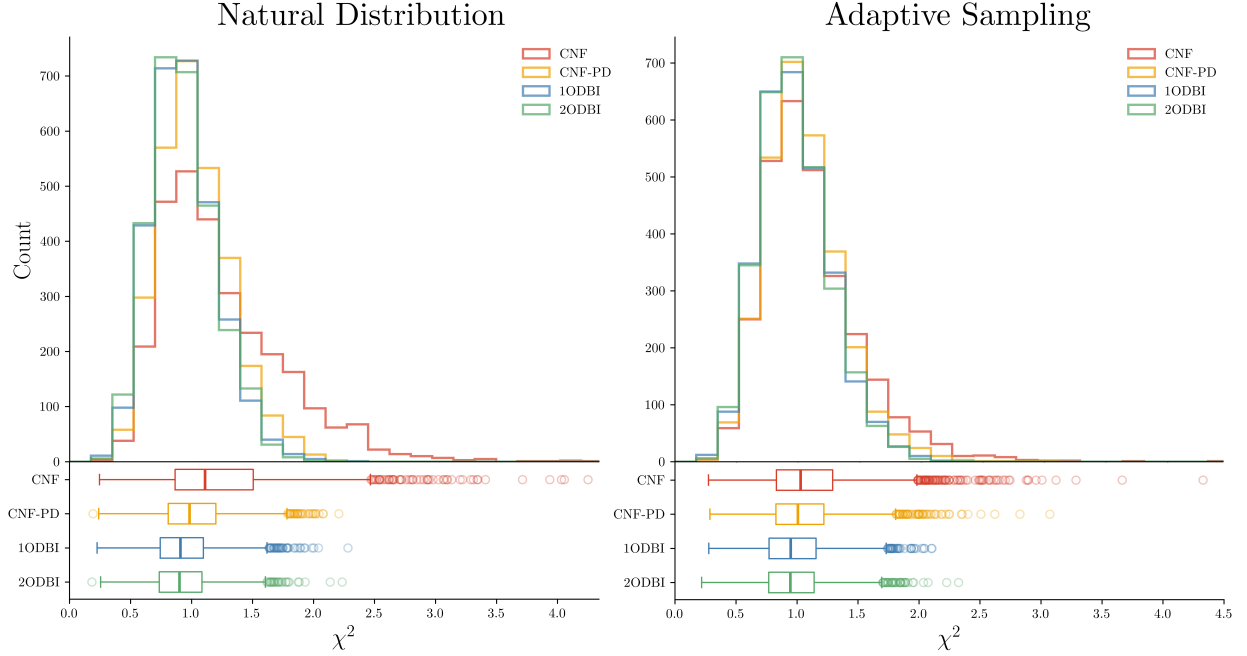 Natural Distribution
CNF
CNF-PD
1ODBI
2ODBI
700
600
500
400
300
200
100
0
Count
CNF
CNF-PD
1ODBI
2ODBI
0.0 0.5 1.0 1.5 2.0 2.5 3.0 3.5 4.0
χ²
Adaptive Sampling
CNF
CNF-PD
1ODBI
2ODBI
700
600
500
400
300
200
100
0
CNF
CNF-PD
1ODBI
2ODBI
0.0 0.5 1.0 1.5 2.0 2.5 3.0 3.5 4.0 4.5
χ²